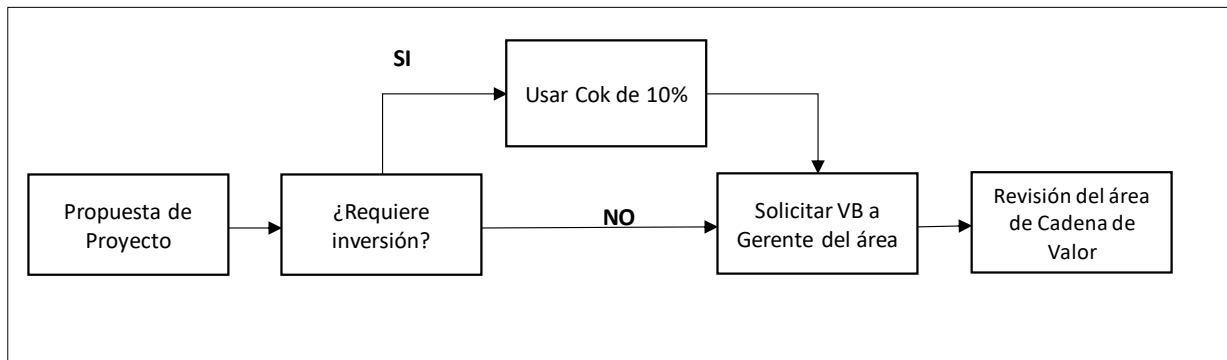 SI
Usar Cok de 10%
Propuesta de
Proyecto
¿Requiere
inversión?
NO
Solicitar VB a
Gerente del área
Revisión del área
de Cadena de
Valor